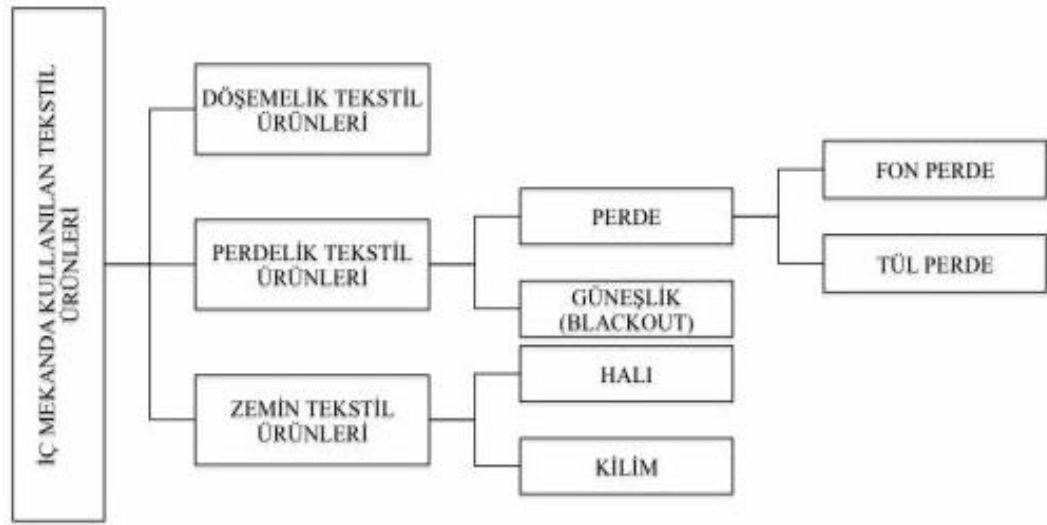 İÇ MEKANDA KULLANILAN TEKSTİL
ÜRÜNLERİ
DÖŞEMELİK TEKSTİL
ÜRÜNLERİ
PERDELİK TEKSTİL
ÜRÜNLERİ
ZEMİN TEKSTİL
ÜRÜNLERİ
PERDE
GÜNEŞLİK
(BLACKOUT)
HALI
KİLİM
FON PERDE
TÜL PERDE